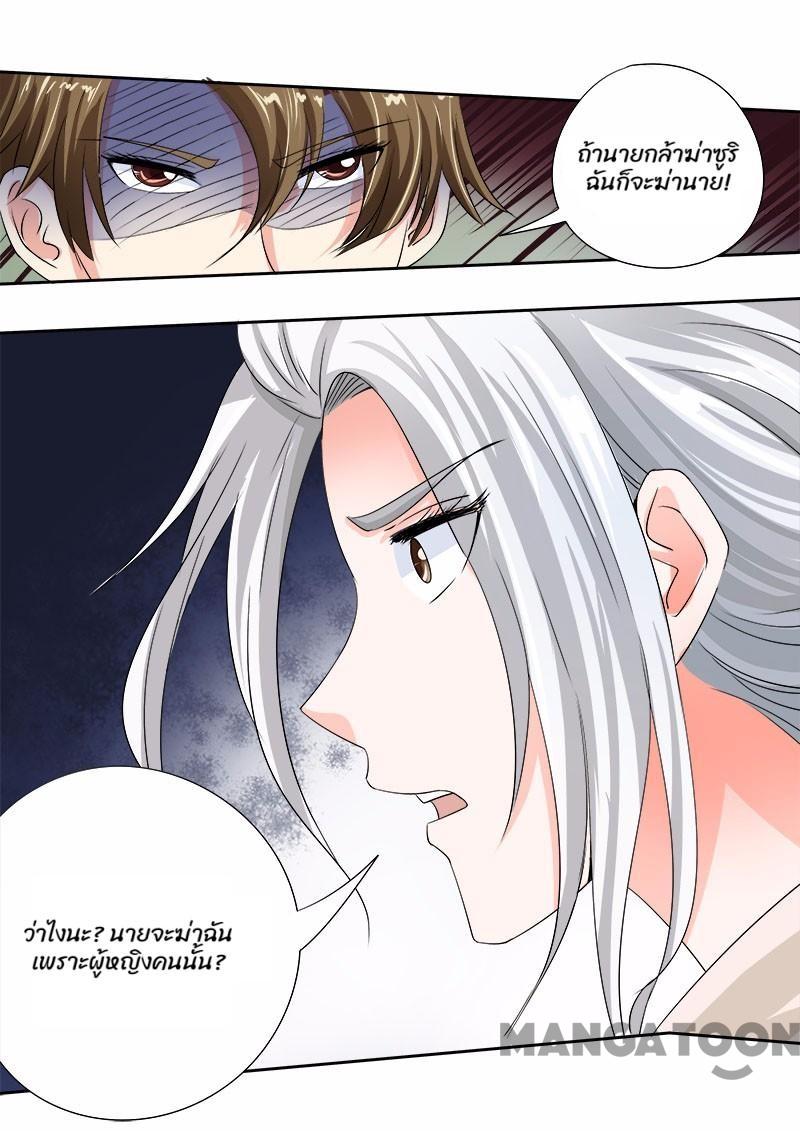 ถ้านายกล้าฆ่าซูริ
ฉันก็จะฆ่านาย!
ว่าไงนะ? นายจะฆ่าฉัน
เพราะผู้หญิงคนนั้น?
MANGATOON